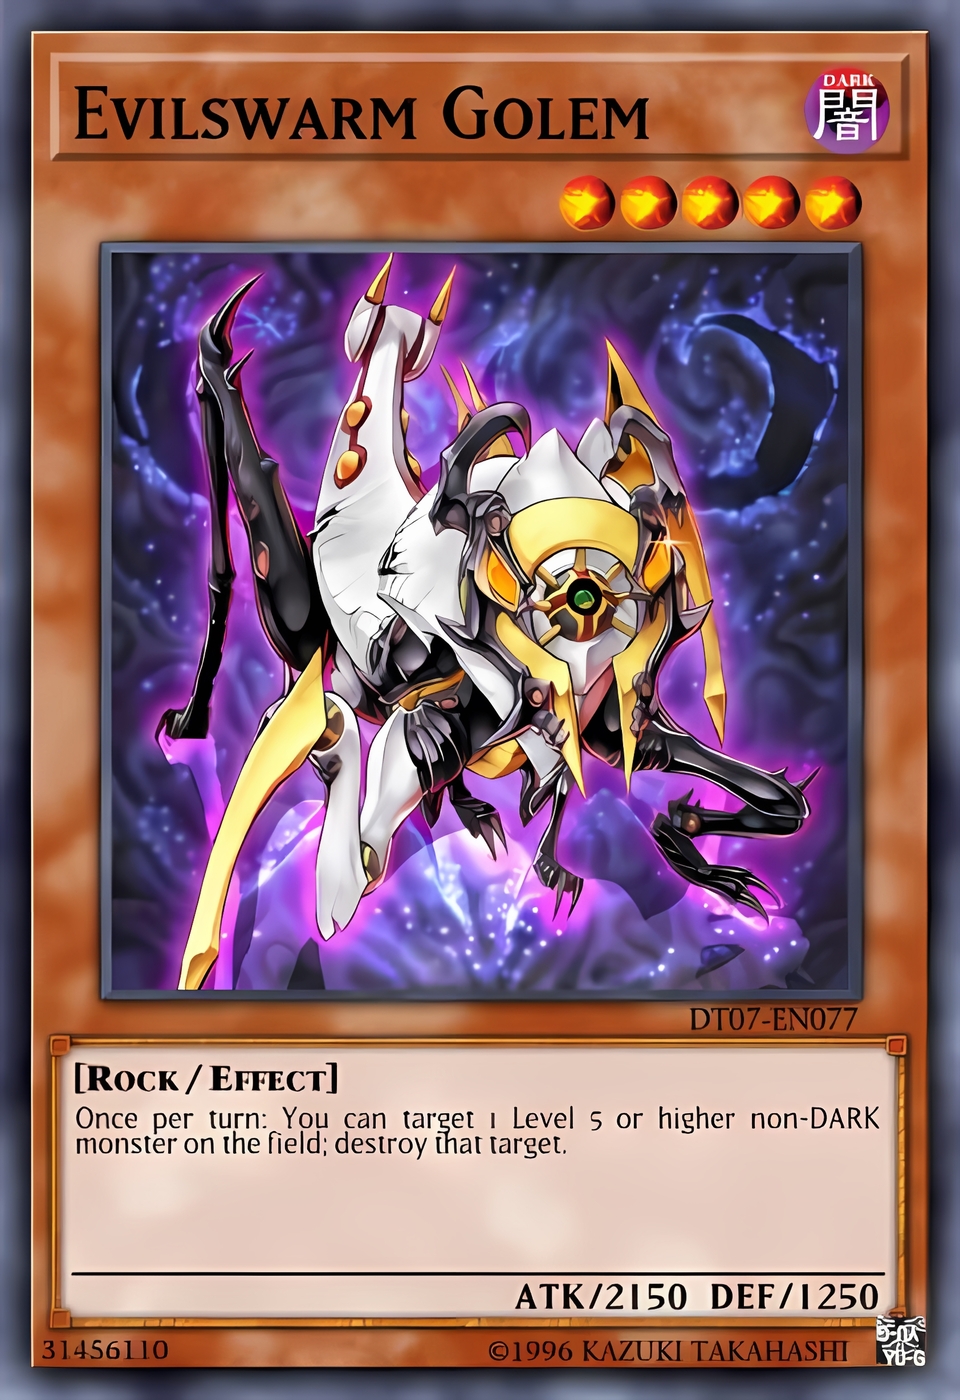 Evilswarm Golem
DARK
闇
DT07-EN077
[Rock / Effect]
Once per turn: You can target 1 Level 5 or higher non-DARK
monster on the field; destroy that target.
ATK/2150 DEF/1250
31456110
©1996 KAZUKI TAKAHASHI